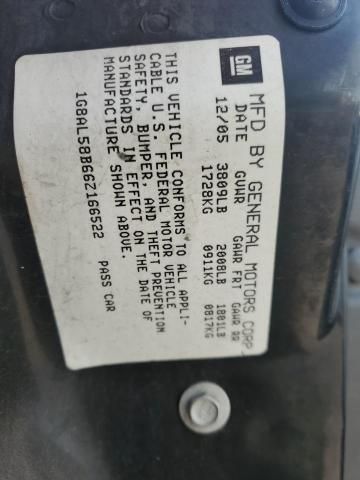 GM
MFD BY GENERAL MOTORS CORP
DATE GVWR GAWR FRT GAWR RR
12/05 3809LB 2008LB 1801LB
1728KG 0911KG 0817KG
THIS VEHICLE CONFORMS TO ALL APPLI-
CABLE U.S. FEDERAL MOTOR VEHICLE
SAFETY, BUMPER, AND THEFT PREVENTION
STANDARDS IN EFFECT ON THE DATE OF
MANUFACTURE SHOWN ABOVE.
1G8AL58B66Z166522 PASS CAR